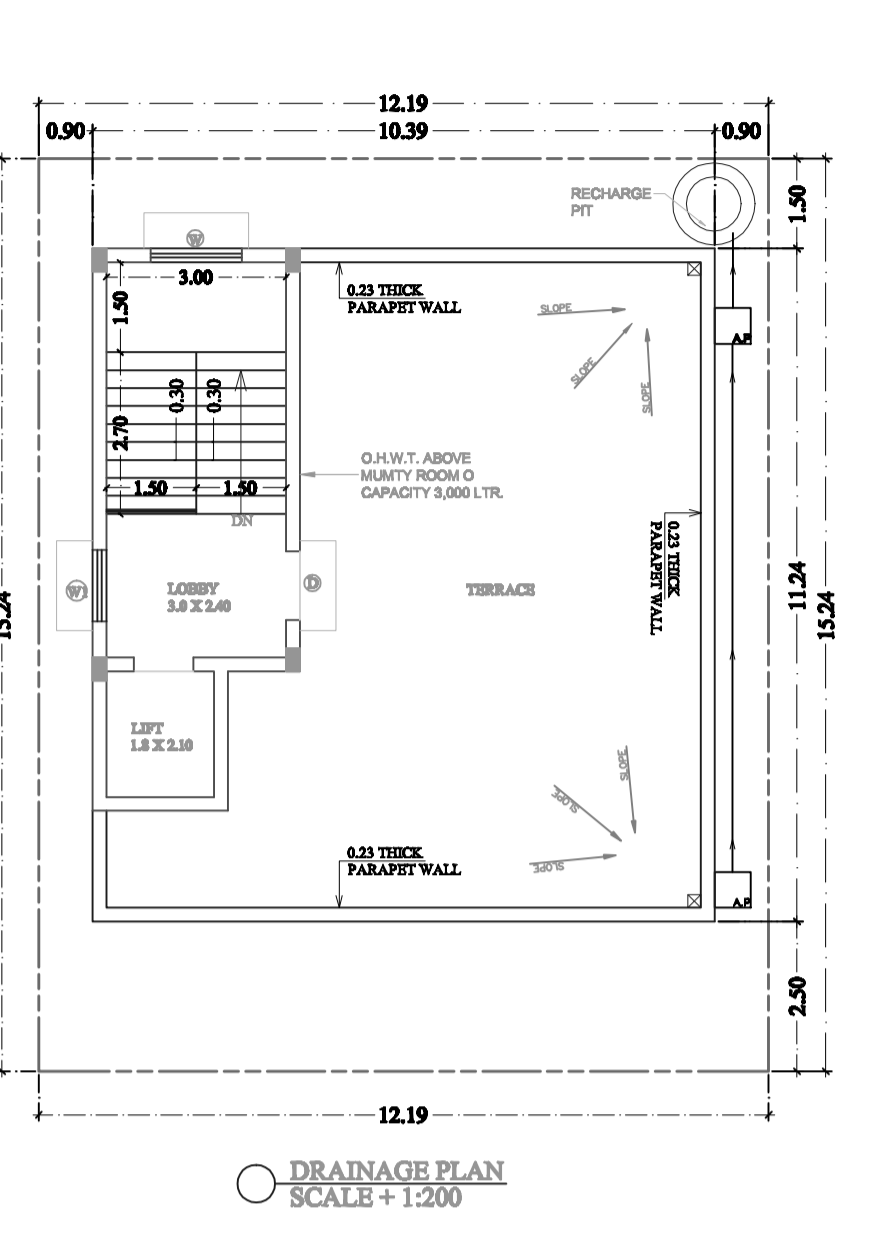 12.19
0.90
10.39
0.90
RECHARGE
PIT
1.50
W
3.00
1.50
0.23 THICK
PARAPET WALL
SLOPE
SLOPE
SLOPE
A.P
0.30
0.30
2.70
O.H.W.T. ABOVE
MUMTY ROOM O
CAPACITY 3,000 LTR.
1.50
1.50
DN
0.23 THICK
PARAPET WALL
W1
LOBBY
3.0 X 2.40
D
TERRACE
11.24
15.24
15.24
LIFT
1.8 X 2.10
SLOPE
SLOPE
SLOPE
0.23 THICK
PARAPET WALL
A.P
2.50
12.19
DRAINAGE PLAN
SCALE + 1:200